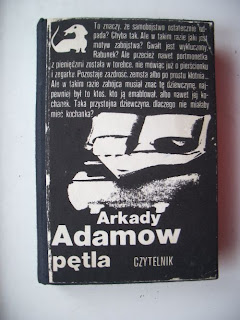 To znaczy, że samobójstwo ostatecznie od-
pada? Chyba tak. Ale w takim razie jaki jest
motyw zabójstwa? Gwałt jest wykluczony.
Rabunek? Ale przecież nawet portmonetka
z pieniędzmi została w torebce, nie mówiąc już o pierścionku
i zegarku. Pozostaje zazdrość, zemsta albo po prostu kłótnia...
Ale w takim razie zabójca musiał znać tę dziewczynę, naj-
pewniej był to ktoś, kto ją emablował, albo nawet jej ko-
chanek. Taka przystojna dziewczyna, dlaczego nie miałaby
mieć kochanka?
Arkady
Adamow
pętla
CZYTELNIK